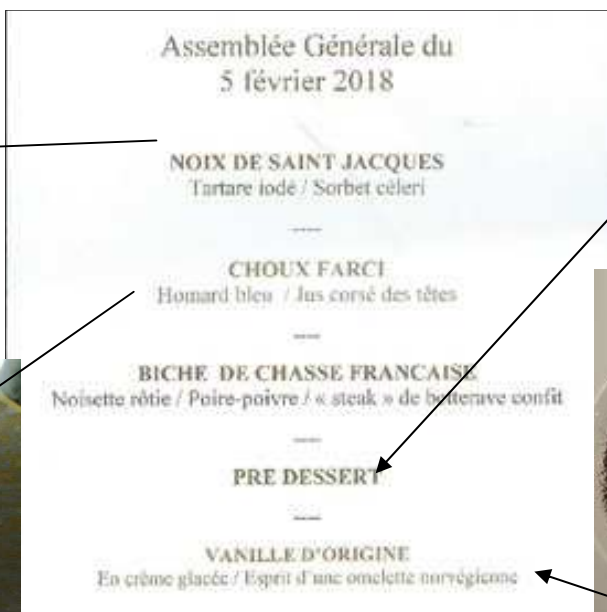 Assemblée Générale du
5 février 2018
NOIX DE SAINT JACQUES
Tartare iodé / Sorbet céleri
----
CHOUX FARCI
Homard bleu / Jus corsé des têtes
----
BICHE DE CHASSE FRANCAISE
Noisette rôtie / Poire-poivre / « steak » de betterave confit
----
PRE DESSERT
----
VANILLE D'ORIGINE
En crème glacée / Esprit d'une omelette norvégienne